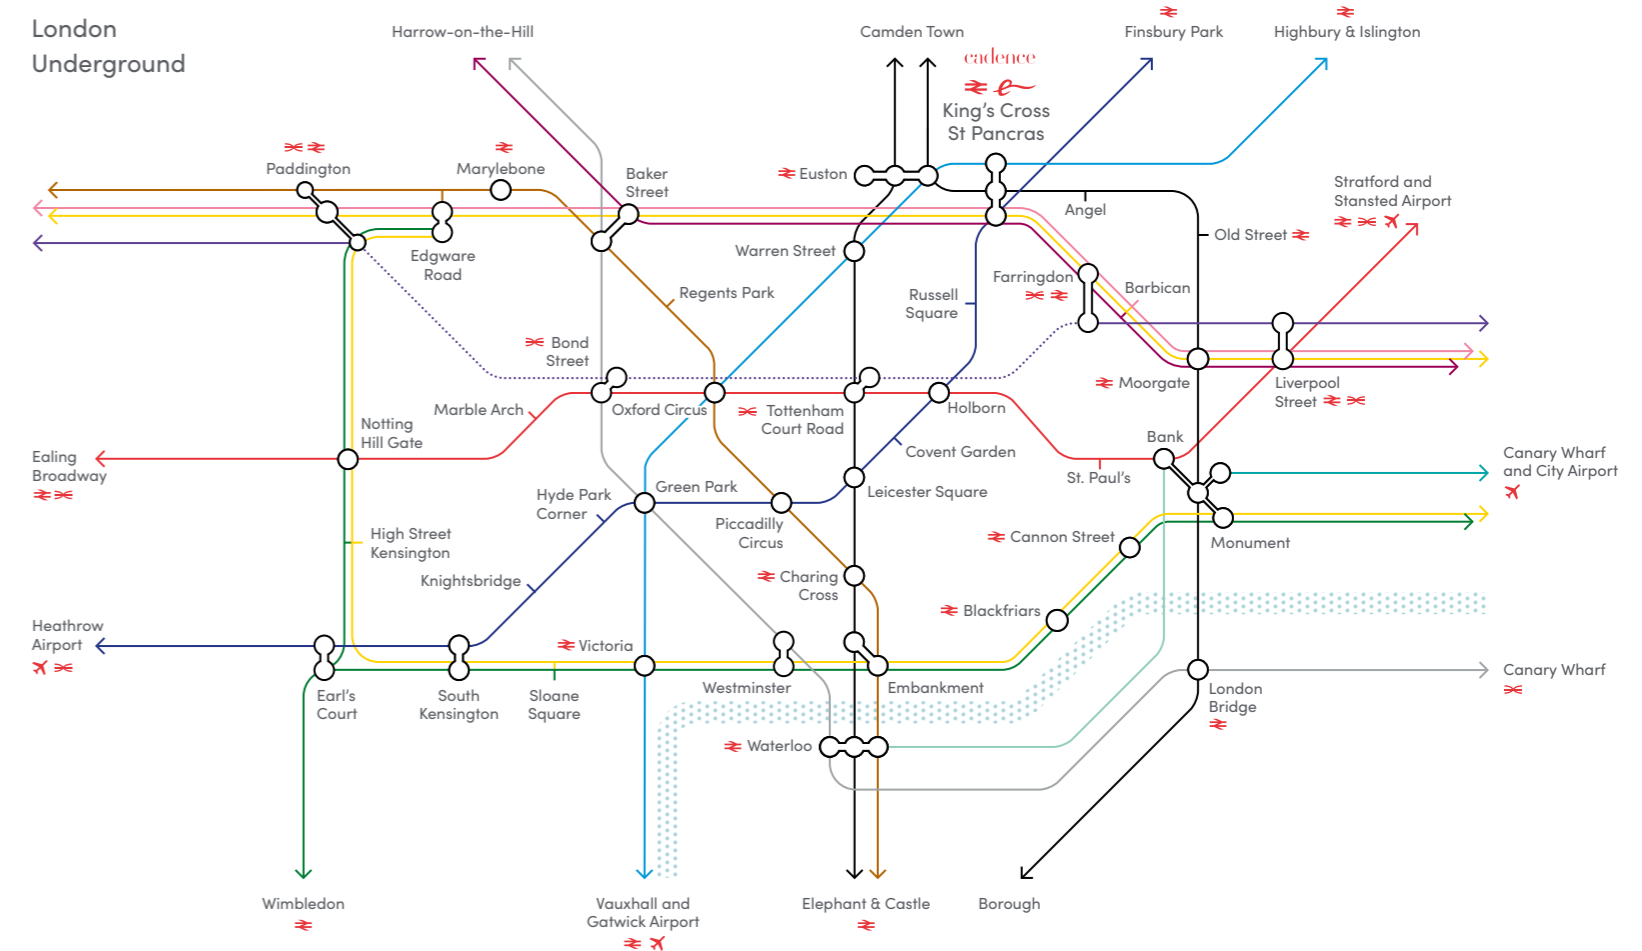 London
Underground
Harrow-on-the-Hill
Camden Town
Finsbury Park
Highbury & Islington
cadence
King's Cross
St Pancras
Paddington
Marylebone
Baker
Street
Euston
Angel
Stratford and
Stansted Airport
Old Street
Edgware
Road
Warren Street
Regents Park
Russell
Square
Farringdon
Barbican
Bond
Street
Moorgate
Liverpool
Street
Marble Arch
Oxford Circus
Tottenham
Court Road
Holborn
Notting
Hill Gate
Ealing
Broadway
Covent Garden
St. Paul's
Bank
Canary Wharf
and City Airport
Hyde Park
Corner
Green Park
Leicester Square
Piccadilly
Circus
High Street
Kensington
Cannon Street
Monument
Knightsbridge
Charing
Cross
Blackfriars
Heathrow
Airport
Victoria
Earl's
Court
South
Kensington
Sloane
Square
Westminster
Embankment
London
Bridge
Canary Wharf
Waterloo
Wimbledon
Vauxhall and
Gatwick Airport
Elephant & Castle
Borough